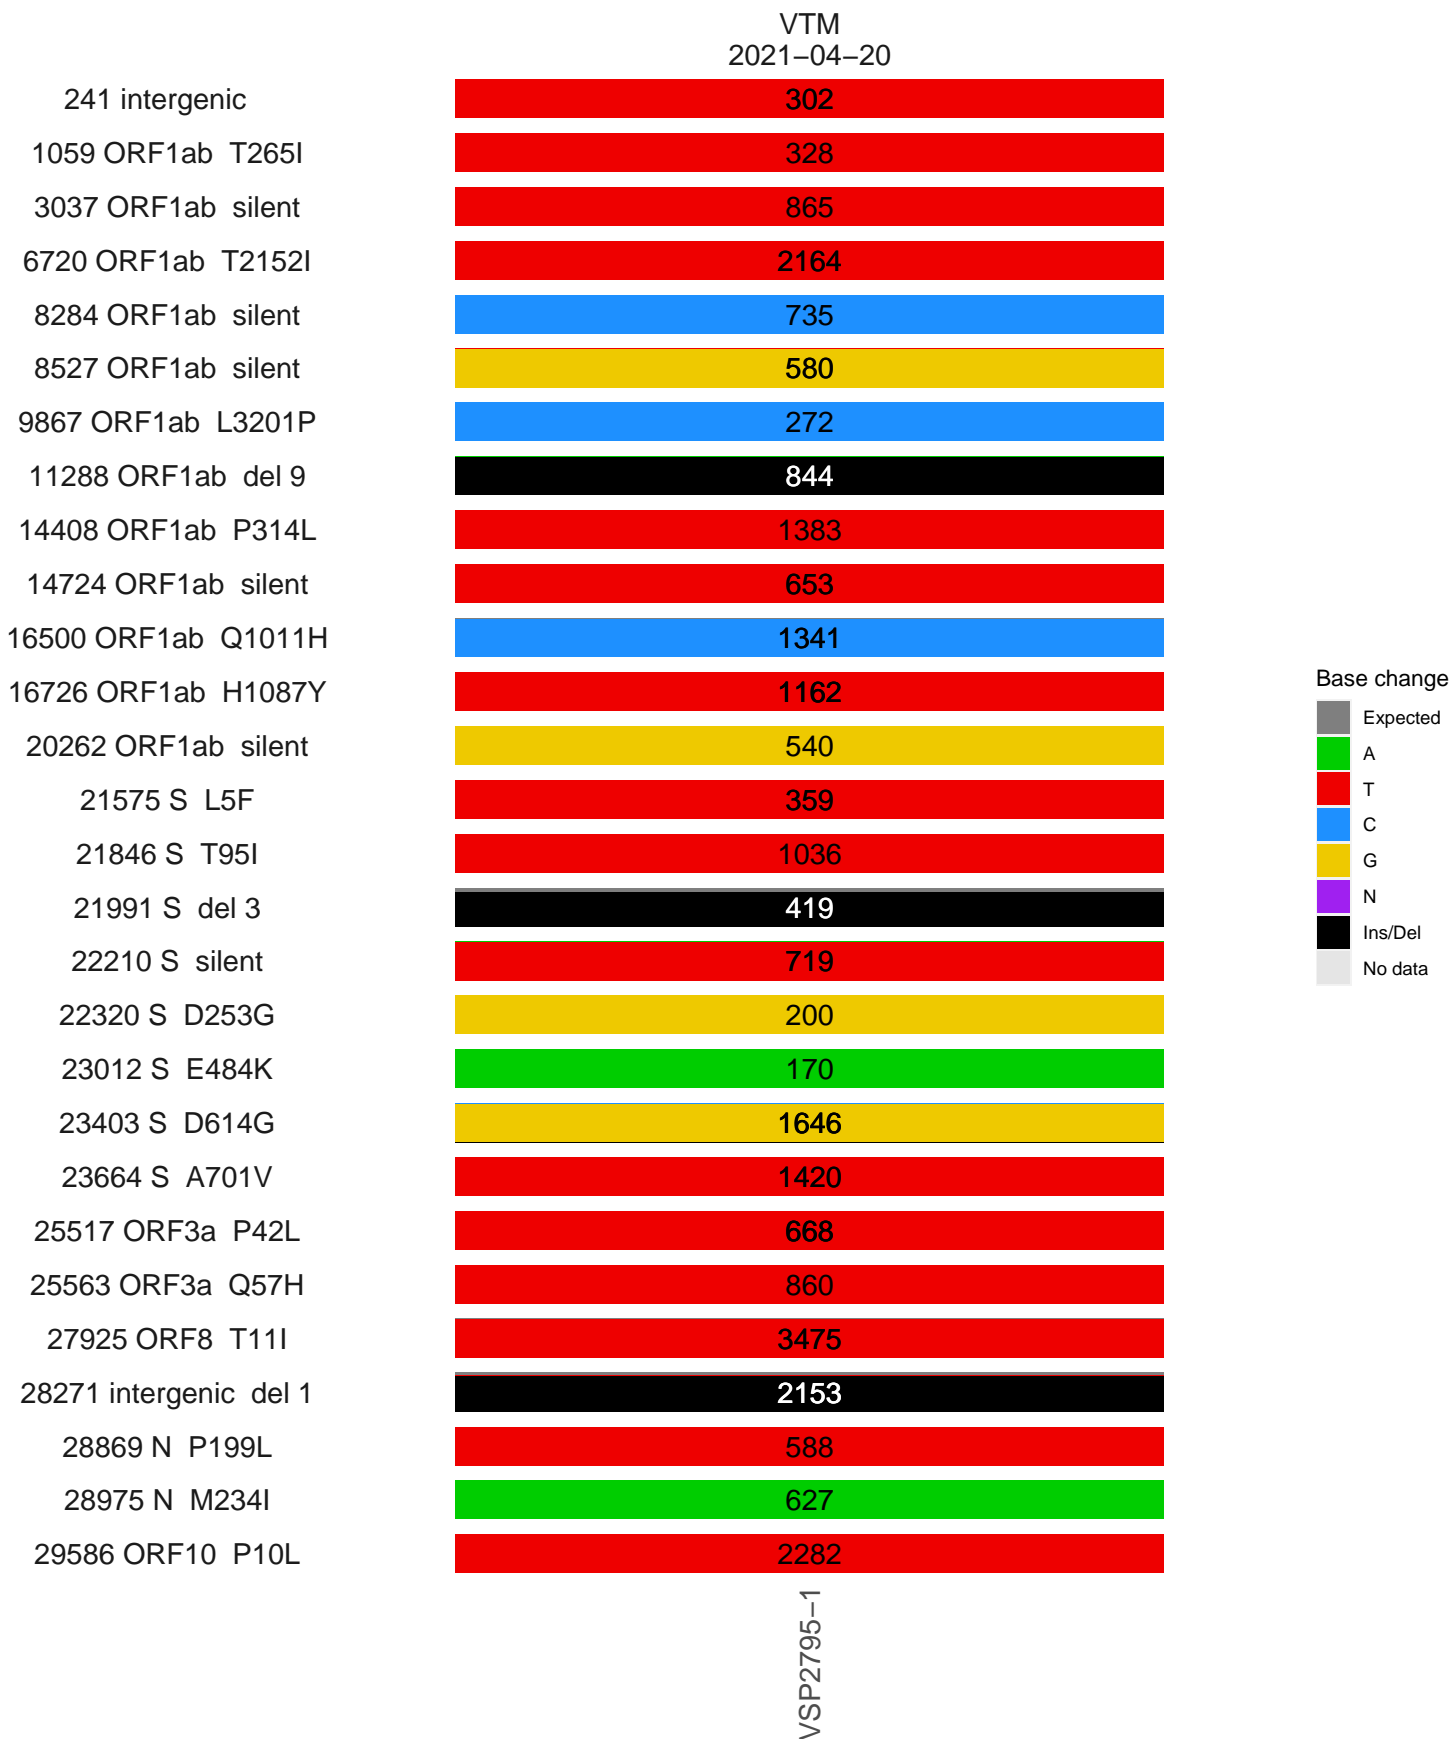 VTM
2021−04−20
241 intergenic 302
1059 ORF1ab T265I 328
3037 ORF1ab silent 865
6720 ORF1ab T2152I 2164
8284 ORF1ab silent 735
8527 ORF1ab silent 580
9867 ORF1ab L3201P 272
11288 ORF1ab del 9 844
14408 ORF1ab P314L 1383
14724 ORF1ab silent 653
16500 ORF1ab Q1011H 1341
16726 ORF1ab H1087Y 1162
20262 ORF1ab silent 540
21575 S L5F 359
21846 S T95I 1036
21991 S del 3 419
22210 S silent 719
22320 S D253G 200
23012 S E484K 170
23403 S D614G 1646
23664 S A701V 1420
25517 ORF3a P42L 668
25563 ORF3a Q57H 860
27925 ORF8 T11I 3475
28271 intergenic del 1 2153
28869 N P199L 588
28975 N M234I 627
29586 ORF10 P10L 2282
VSP2795−1
Base change
Expected
A
T
C
G
N
Ins/Del
No data